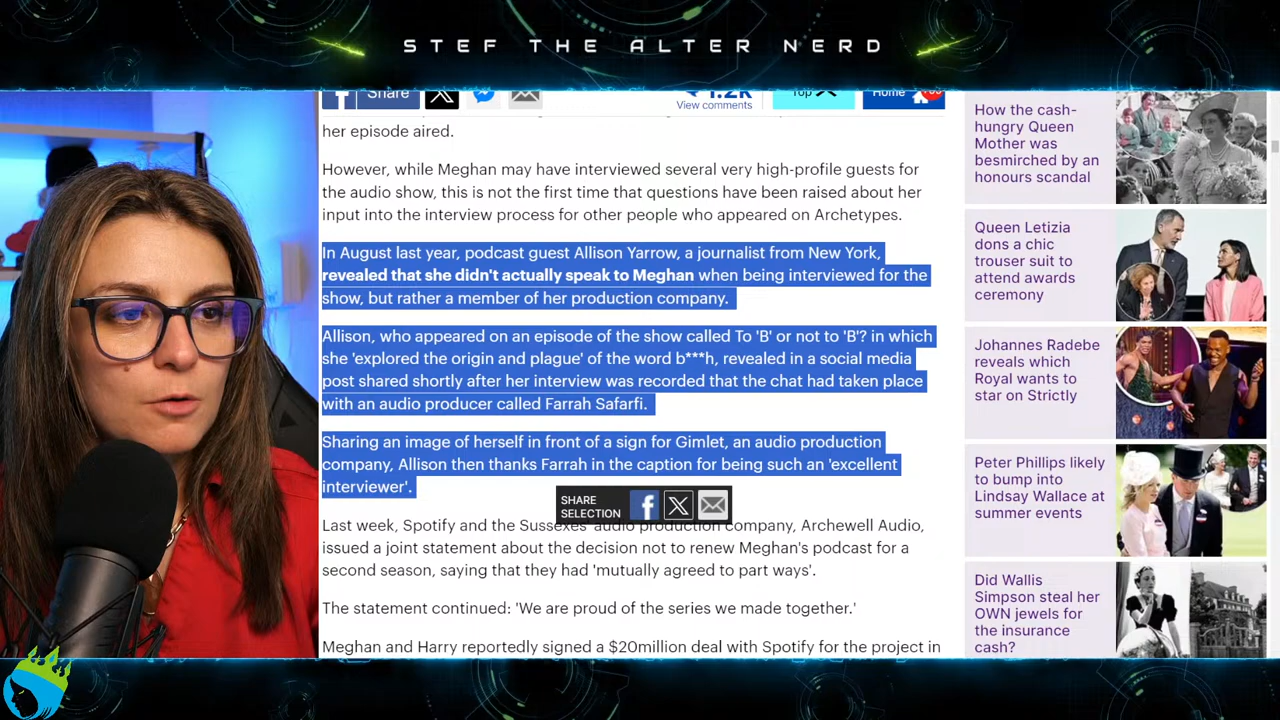 STEF THE ALTER NERD
Share
1.2k
View comments
Top
Home
her episode aired.
However, while Meghan may have interviewed several very high-profile guests for
the audio show, this is not the first time that questions have been raised about her
input into the interview process for other people who appeared on Archetypes.
In August last year, podcast guest Allison Yarrow, a journalist from New York,
revealed that she didn't actually speak to Meghan when being interviewed for the
show, but rather a member of her production company.
Allison, who appeared on an episode of the show called To 'B' or not to 'B'? in which
she 'explored the origin and plague' of the word b***h, revealed in a social media
post shared shortly after her interview was recorded that the chat had taken place
with an audio producer called Farrah Safarfi.
Sharing an image of herself in front of a sign for Gimlet, an audio production
company, Allison then thanks Farrah in the caption for being such an 'excellent
interviewer'.
SHARE
SELECTION
Last week, Spotify and the Sussexes' audio production company, Archewell Audio,
issued a joint statement about the decision not to renew Meghan's podcast for a
second season, saying that they had 'mutually agreed to part ways'.
The statement continued: 'We are proud of the series we made together.'
Meghan and Harry reportedly signed a $20million deal with Spotify for the project in
How the cash-
hungry Queen
Mother was
besmirched by an
honours scandal
Queen Letizia
dons a chic
trouser suit to
attend awards
ceremony
Johannes Radebe
reveals which
Royal wants to
star on Strictly
Peter Phillips likely
to bump into
Lindsay Wallace at
summer events
Did Wallis
Simpson steal her
OWN jewels for
the insurance
cash?